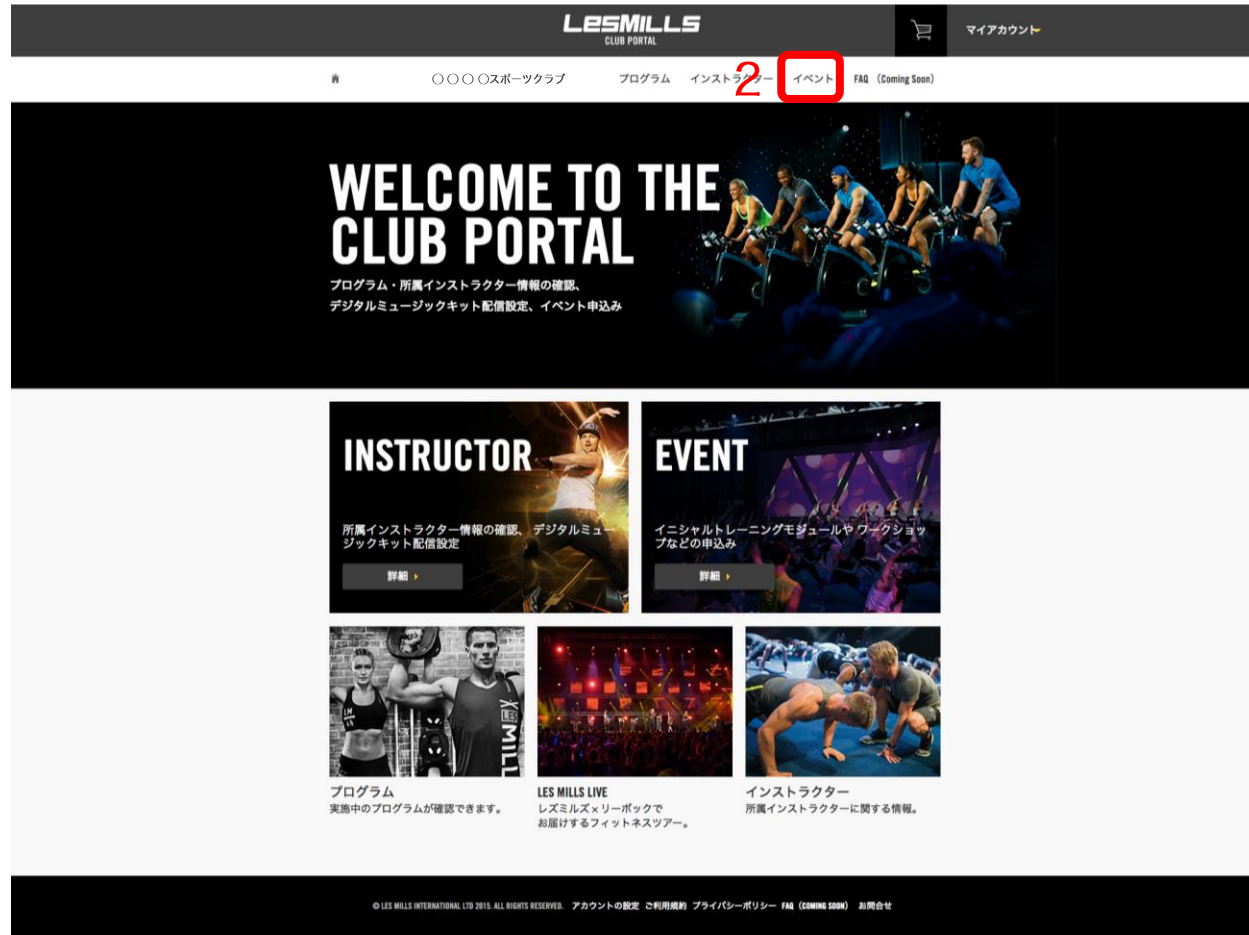 LESMILLS
CLUB PORTAL
マイアカウント
〇〇〇〇スポーツクラブ プログラム インストラクター 2 イベント FAQ （Coming Soon）
WELCOME TO THE
CLUB PORTAL
プログラム・所属インストラクター情報の確認、
デジタルミュージックキット配信設定、イベント申込み
INSTRUCTOR
所属インストラクター情報の確認、 デジタルミュー
ジックキット配信設定
詳細
EVENT
イニシャルトレーニングモジュールや ワークショッ
プなどの申込み
詳細
LES MILLS
プログラム
実施中のプログラムが確認できます。
LES MILLS LIVE
レズミルズ×リーボックで
お届けするフィットネスツアー。
インストラクター
所属インストラクターに関する情報。
© LES MILLS INTERNATIONAL LTD 2015. ALL RIGHTS RESERVED. アカウントの設定 ご利用規約 プライバシーポリシー FAQ （COMING SOON） お問合せ